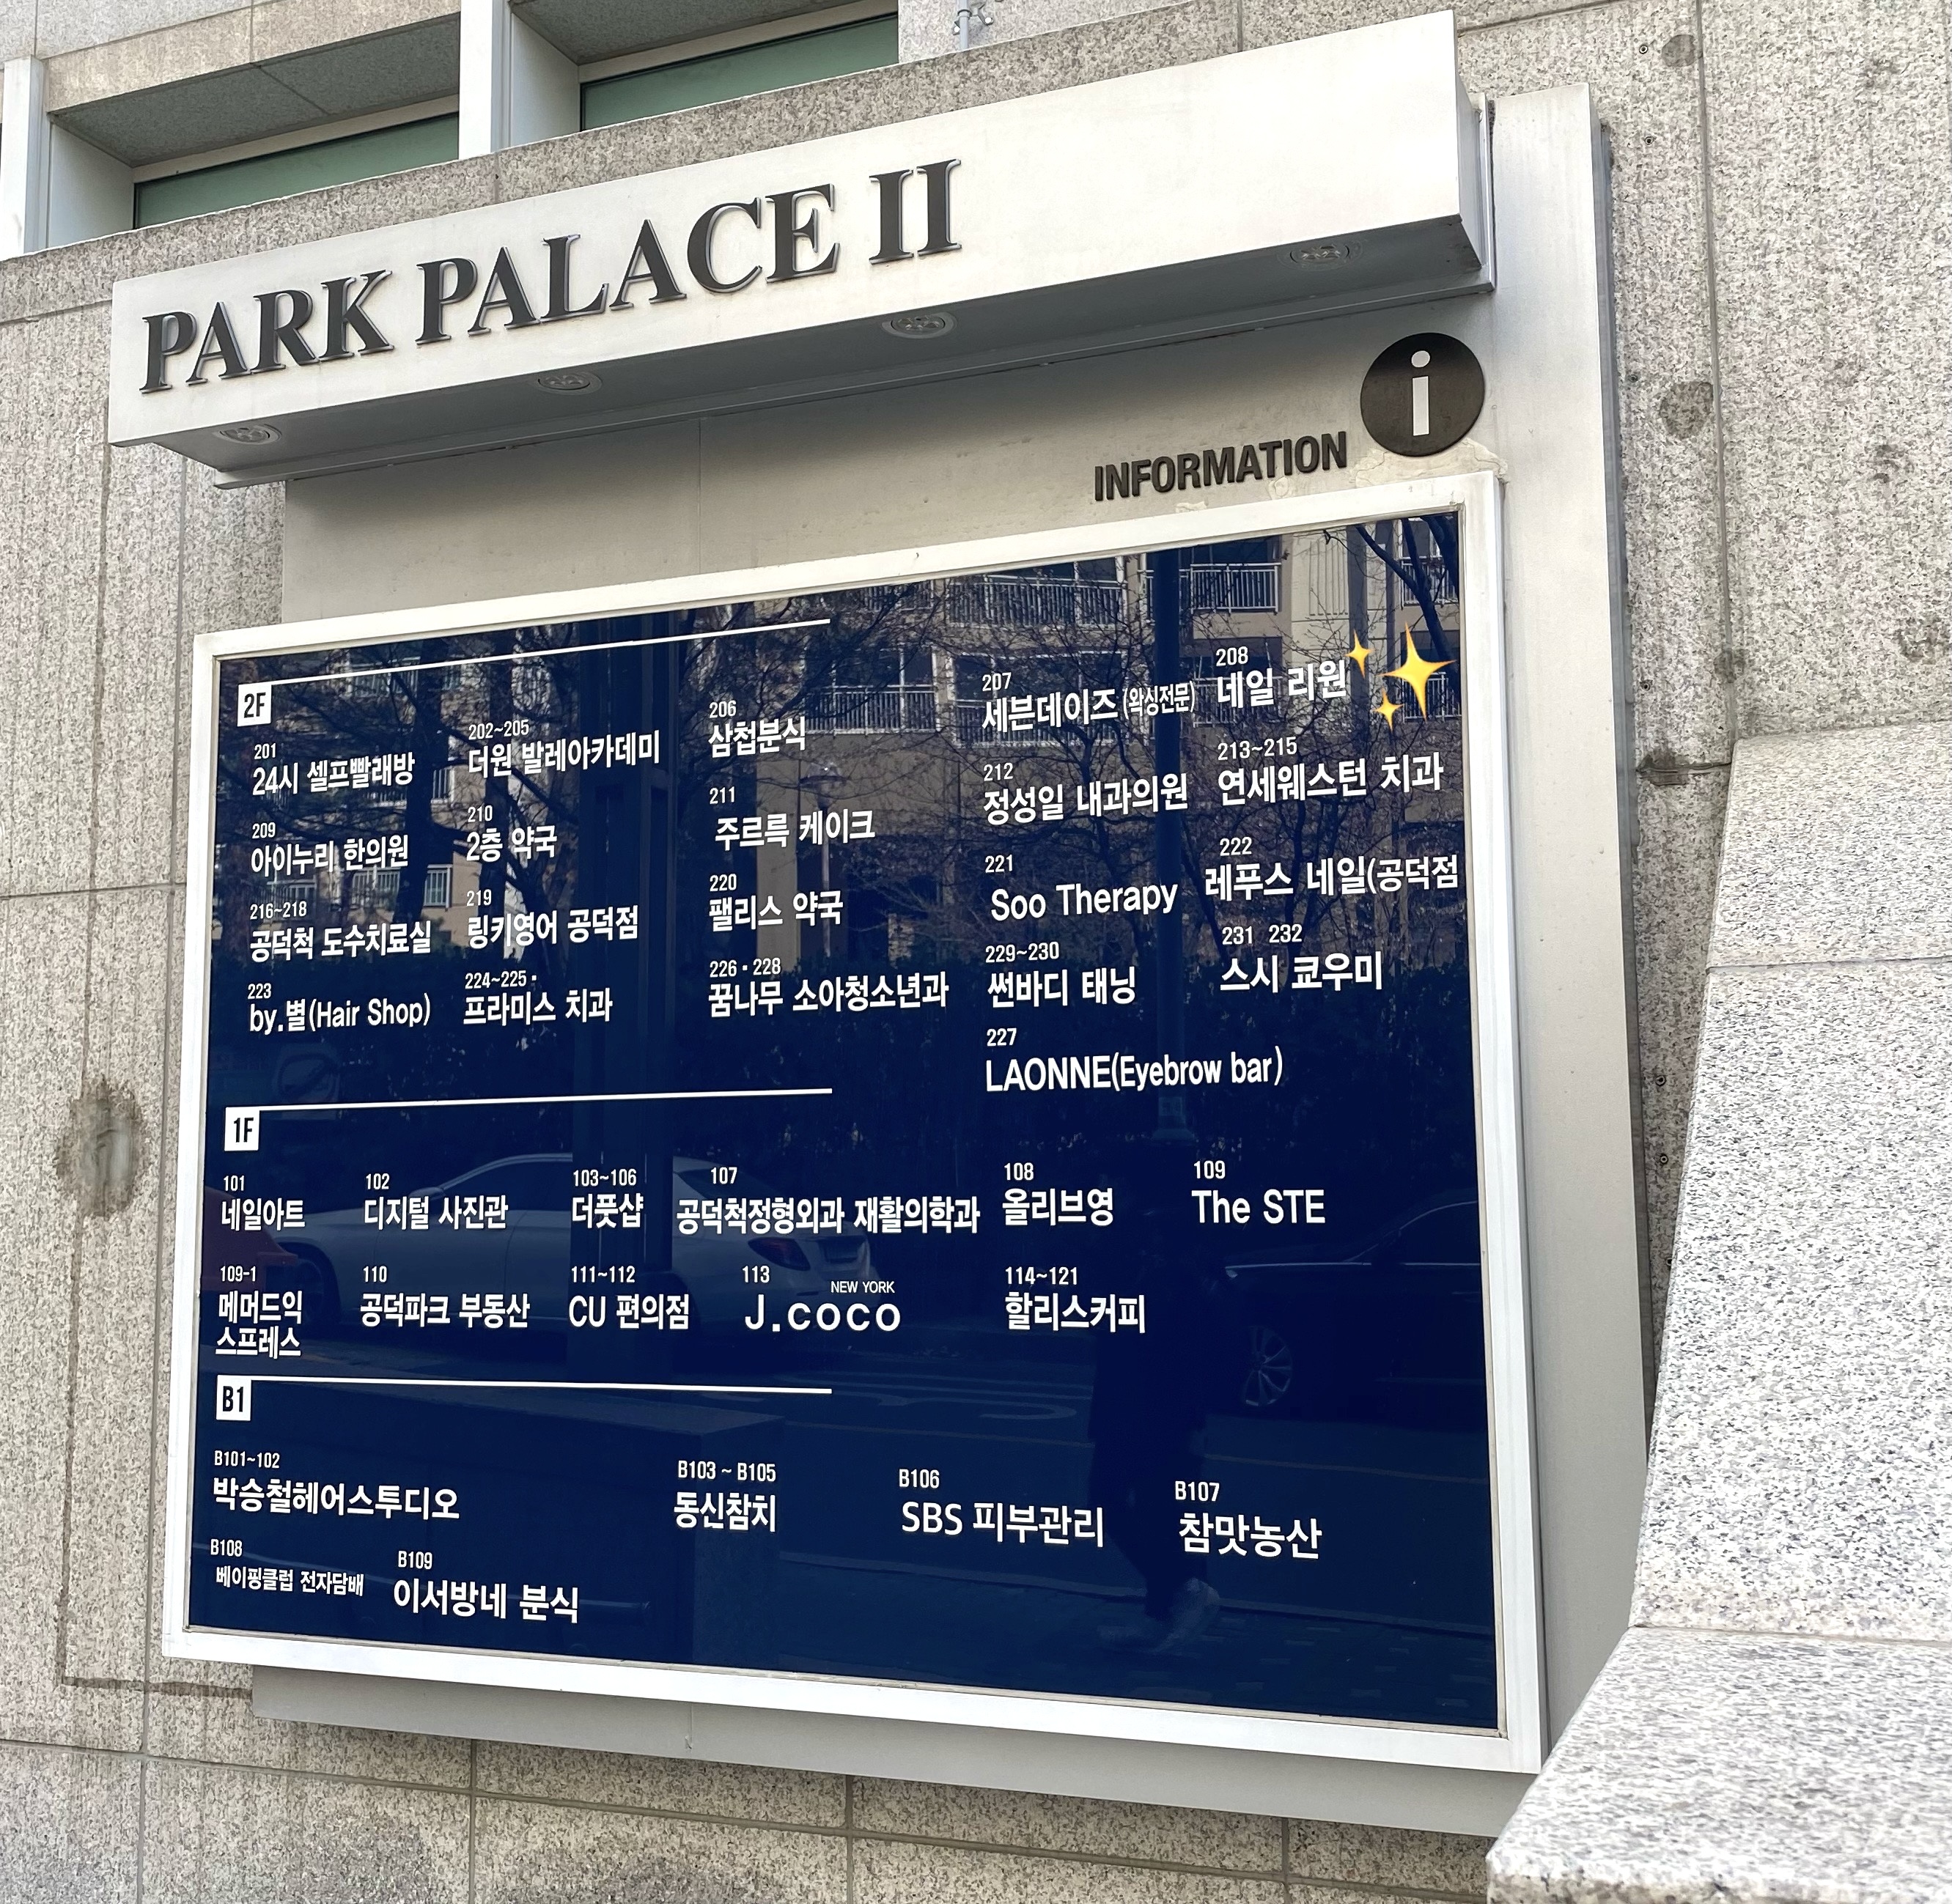 PARK PALACE II
INFORMATION
i
2F
201
24시 셀프빨래방
202~205
더원 발레아카데미
206
삼첩분식
207
세븐데이즈 (왁싱전문)
208
네일 리원
209
아이누리 한의원
210
2층 약국
211
주르륵 케이크
212
정성일 내과의원
213~215
연세웨스턴 치과
216~218
공덕척 도수치료실
219
링키영어 공덕점
220
팰리스 약국
221
Soo Therapy
222
레푸스 네일(공덕점
223
by.별(Hair Shop)
224~225 ·
프라미스 치과
226 · 228
꿈나무 소아청소년과
229~230
썬바디 태닝
231 232
스시 쿄우미
227
LAONNE(Eyebrow bar)
1F
101
네일아트
102
디지털 사진관
103~106
더풋샵
107
공덕척정형외과 재활의학과
108
올리브영
109
The STE
109-1
메머드익
스프레스
110
공덕파크 부동산
111~112
CU 편의점
113
NEW YORK
J.coco
114~121
할리스커피
B1
B101~102
박승철헤어스투디오
B103 ~ B105
동신참치
B106
SBS 피부관리
B107
참맛농산
B108
베이핑클럽 전자담배
B109
이서방네 분식